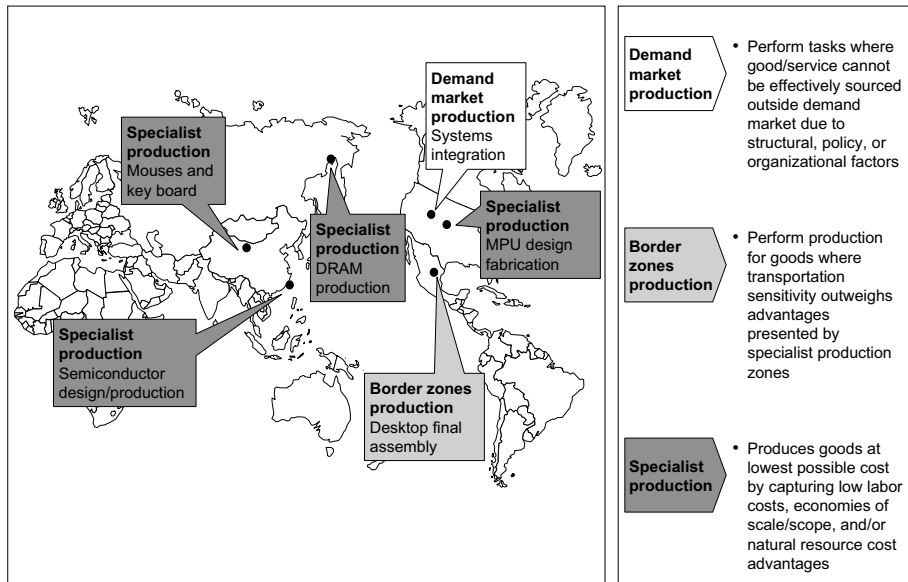 Demand
market
production
Systems
integration
Specialist
production
Mouses and
key board
Specialist
production
DRAM
production
Specialist
production
MPU design
fabrication
Specialist
production
Semiconductor
design/production
Border zones
production
Desktop final
assembly
Demand
market
production
• Perform tasks where
good/service cannot
be effectively sourced
outside demand
market due to
structural, policy, or
organizational factors
Border
zones
production
• Perform production
for goods where
transportation
sensitivity outweighs
advantages
presented by
specialist production
zones
Specialist
production
• Produces goods at
lowest possible cost
by capturing low labor
costs, economies of
scale/scope, and/or
natural resource cost
advantages